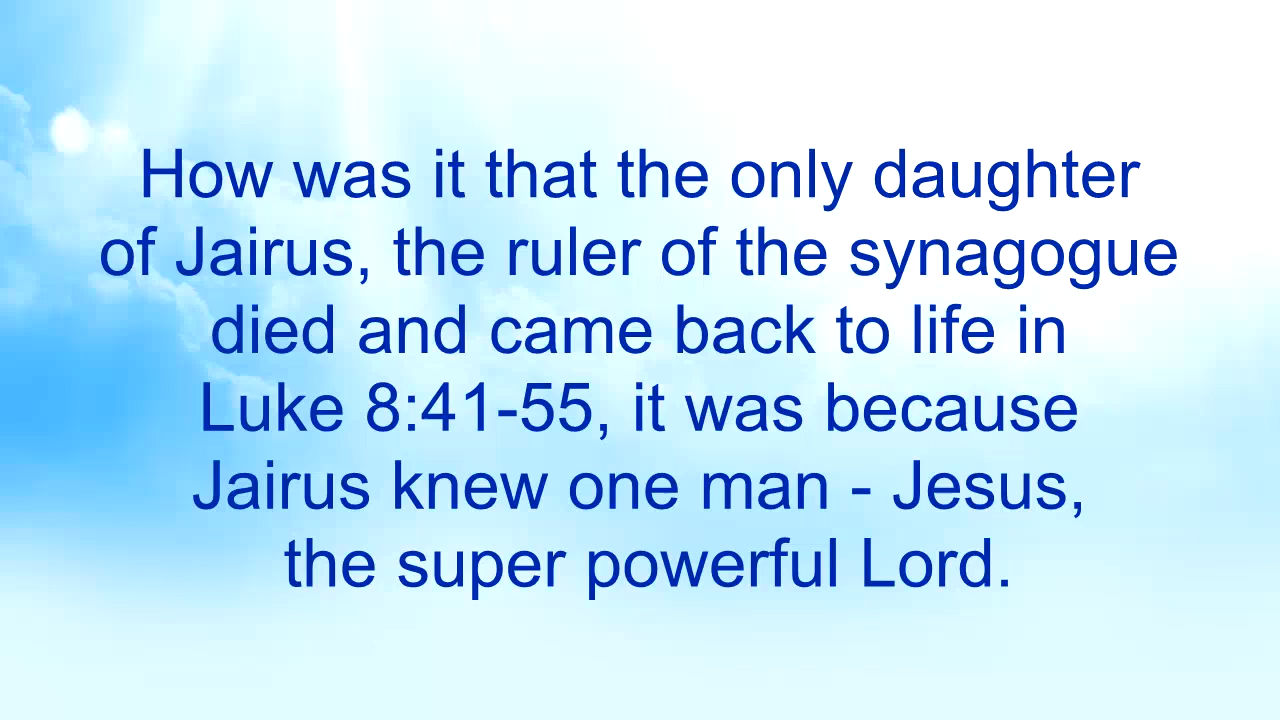 How was it that the only daughter
of Jairus, the ruler of the synagogue
died and came back to life in
Luke 8:41-55, it was because
Jairus knew one man - Jesus,
the super powerful Lord.